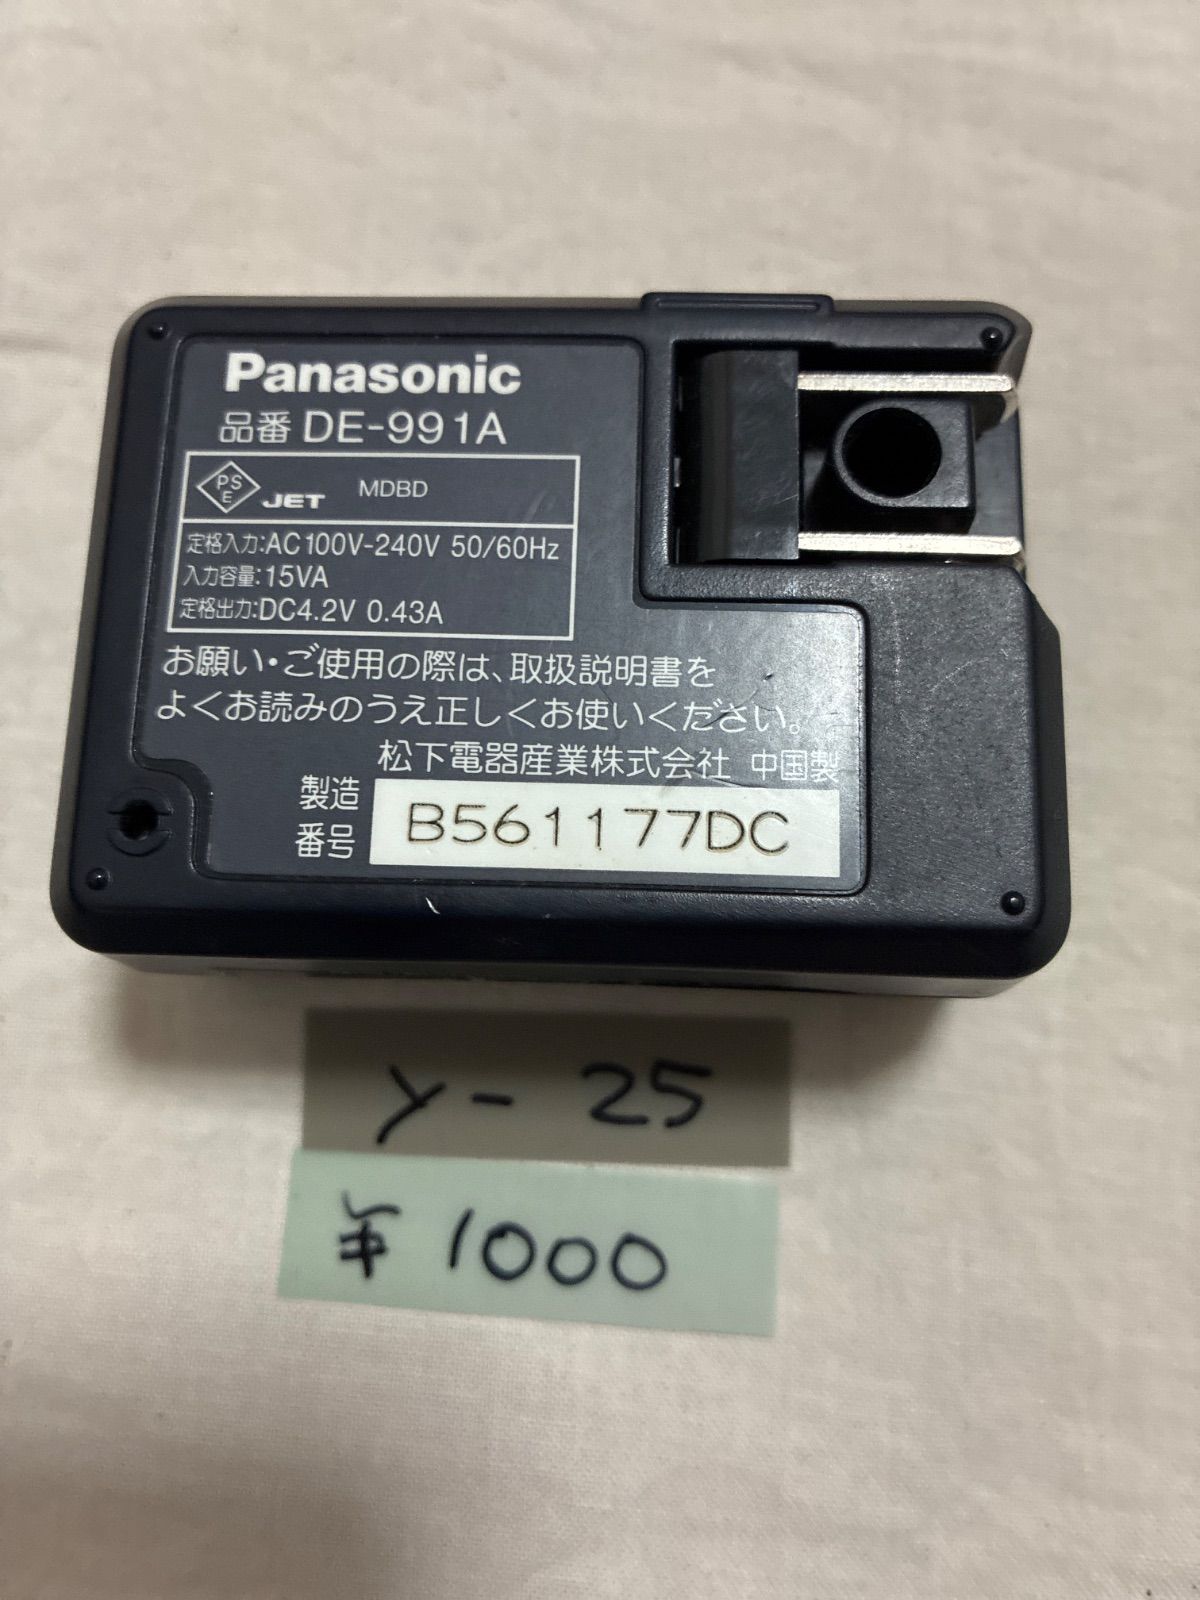 Panasonic
品番 DE-991A
PSE JET MDBD
定格入力:AC100V-240V 50/60Hz
入力容量:15VA
定格出力:DC4.2V 0.43A
お願い・ご使用の際は、取扱説明書を
よくお読みのうえ正しくお使いください。
松下電器産業株式会社 中国製
製造
番号 B561177DC
Y-25
¥1000